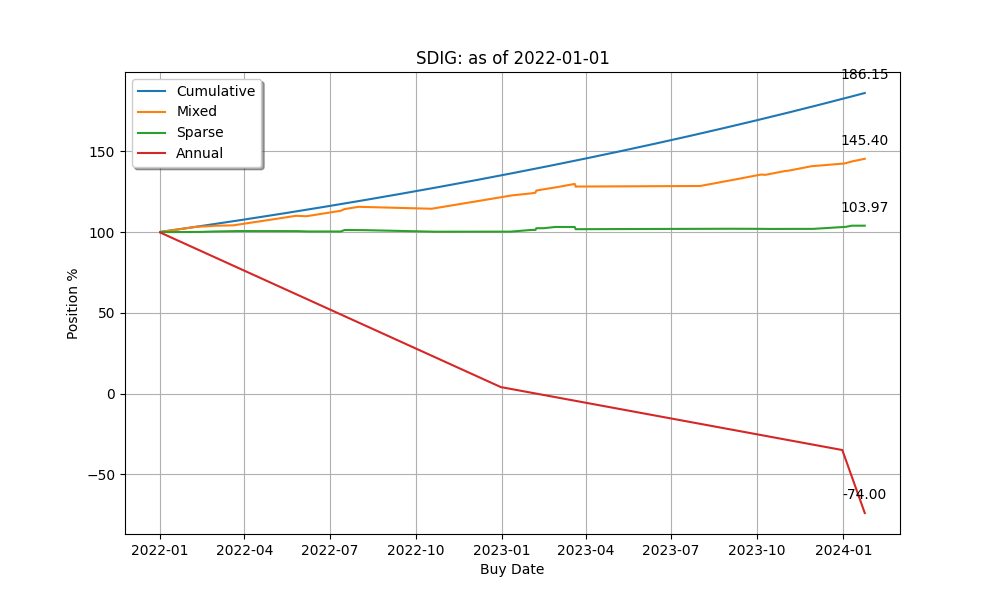 SDIG: as of 2022-01-01
Cumulative
Mixed
Sparse
Annual
186.15
145.40
103.97
-74.00
150
100
50
0
−50
Position %
2022-01 2022-04 2022-07 2022-10 2023-01 2023-04 2023-07 2023-10 2024-01
Buy Date